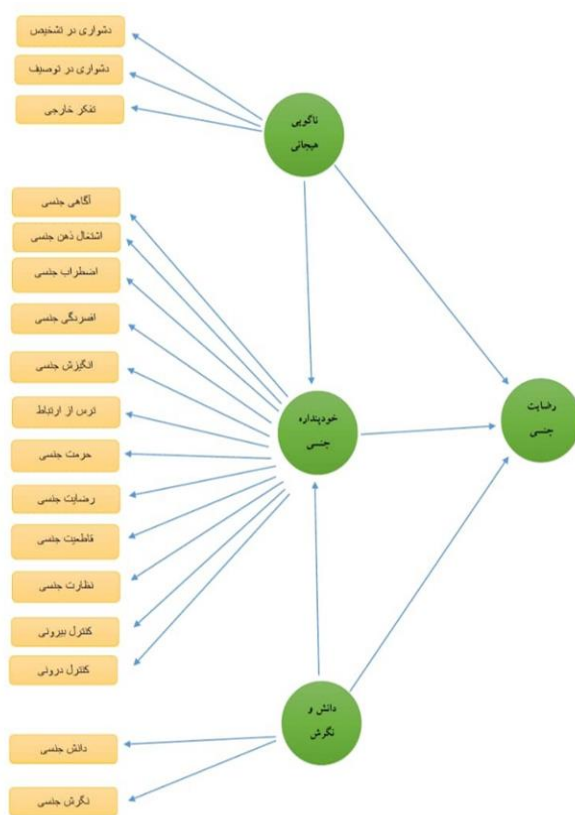 دشواری در تشخیص
دشواری در توصیف
تفکر خارجی
ناگویی
هیجانی
آگاهی جنسی
اشتغال ذهن جنسی
اضطراب جنسی
افسردگی جنسی
انگیزش جنسی
ترس از ارتباط
حرمت جنسی
رضایت جنسی
قاطعیت جنسی
نظارت جنسی
کنترل بیرونی
کنترل درونی
خودپنداره
جنسی
رضایت
جنسی
دانش و
نگرش
دانش جنسی
نگرش جنسی